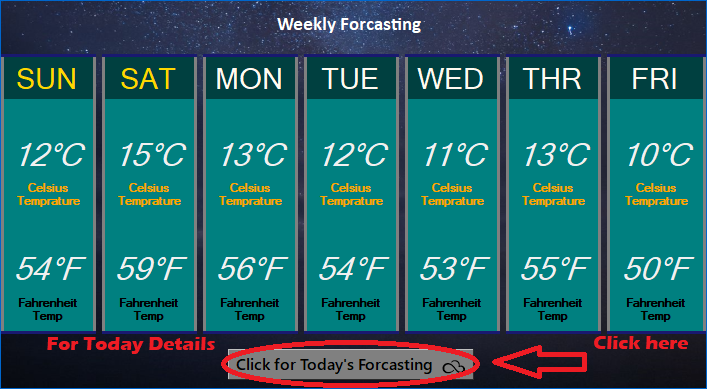 Weekly Forcasting
SUN SAT MON TUE WED THR FRI
12°C 15°C 13°C 12°C 11°C 13°C 10°C
Celsius Celsius Celsius Celsius Celsius Celsius Celsius
Temprature Temprature Temprature Temprature Temprature Temprature Temprature
54°F 59°F 56°F 54°F 53°F 55°F 50°F
Fahrenheit Fahrenheit Fahrenheit Fahrenheit Fahrenheit Fahrenheit Fahrenheit
Temp Temp Temp Temp Temp Temp Temp
For Today Details Click here
Click for Today's Forcasting